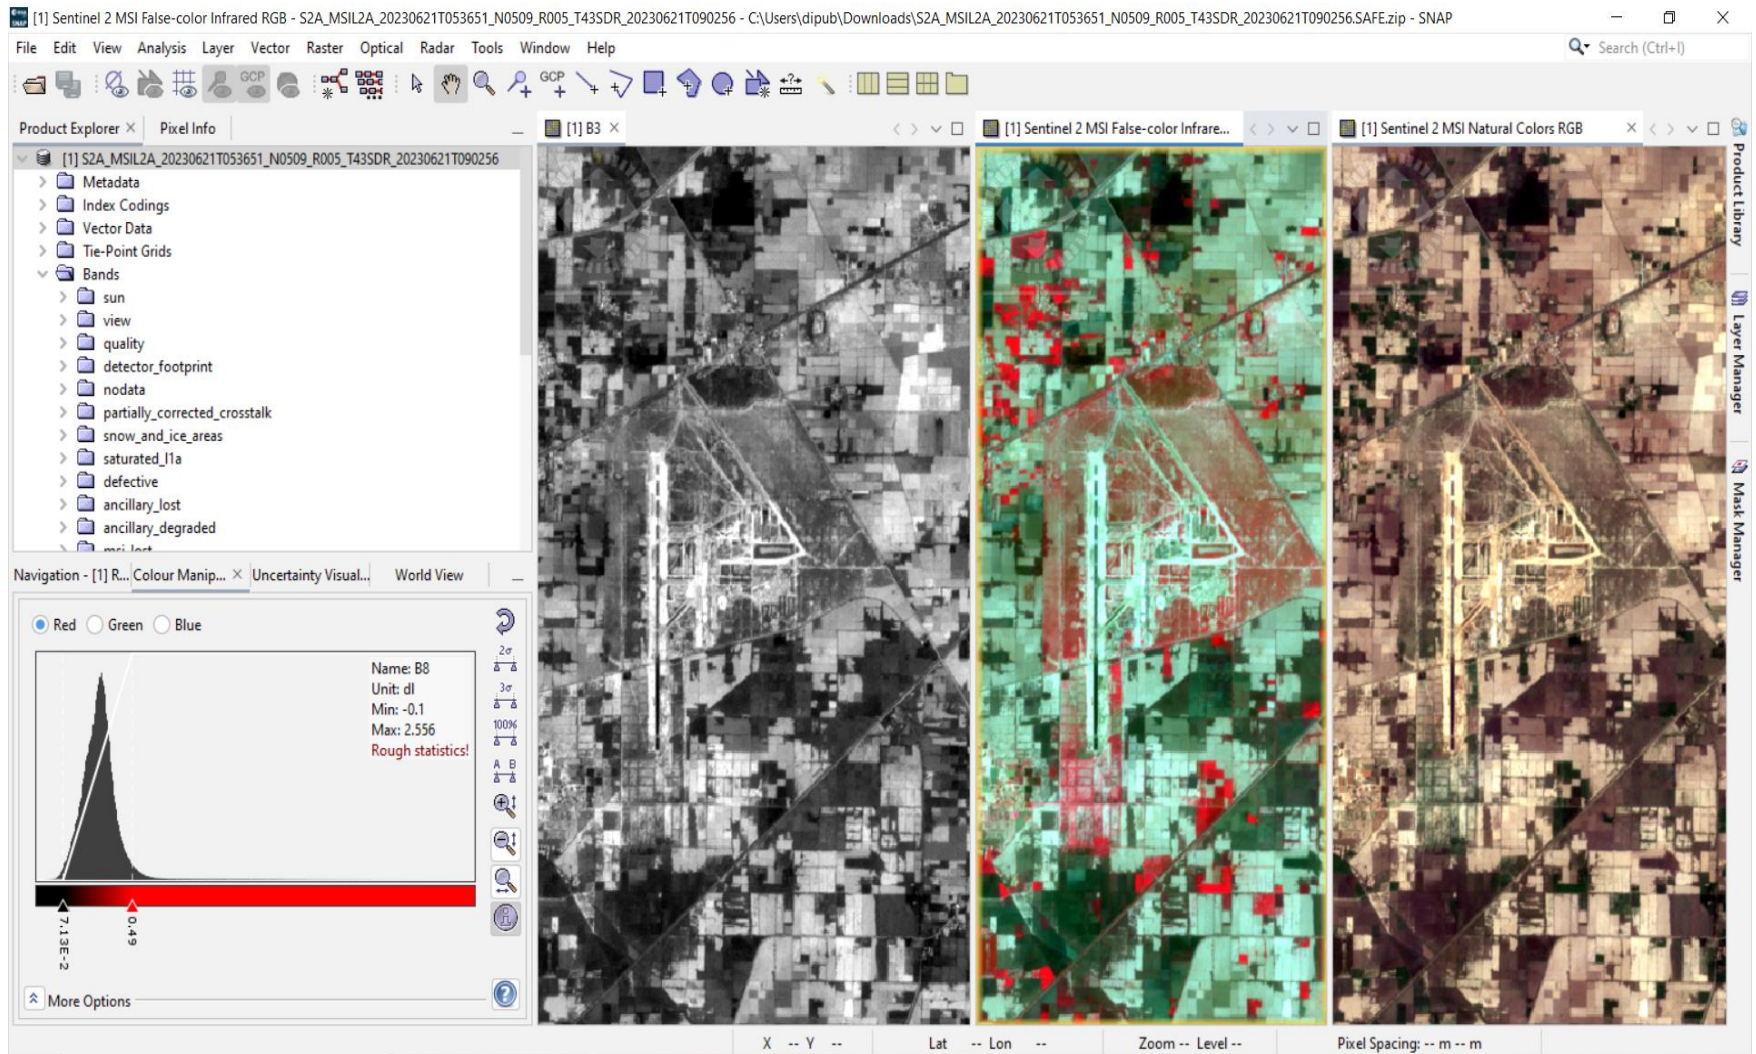 [1] Sentinel 2 MSI False-color Infrared RGB - S2A_MSIL2A_20230621T053651_N0509_R005_T43SDR_20230621T090256 - C:\Users\dipub\Downloads\S2A_MSIL2A_20230621T053651_N0509_R005_T43SDR_20230621T090256.SAFE.zip - SNAP
File Edit View Analysis Layer Vector Raster Optical Radar Tools Window Help
Search (Ctrl+I)
GCP GCP
Product Explorer Pixel Info
[1] B3
[1] Sentinel 2 MSI False-color Infrare...
[1] Sentinel 2 MSI Natural Colors RGB
[1] S2A_MSIL2A_20230621T053651_N0509_R005_T43SDR_20230621T090256
Metadata
Index Codings
Vector Data
Tie-Point Grids
Bands
sun
view
quality
detector_footprint
nodata
partially_corrected_crosstalk
snow_and_ice_areas
saturated_l1a
defective
ancillary_lost
ancillary_degraded
msi_lost
Product Library
Layer Manager
Mask Manager
Navigation - [1] R... Colour Manip... Uncertainty Visual... World View
Red Green Blue
Name: B8
Unit: dl
Min: -0.1
Max: 2.556
Rough statistics!
2σ
3σ
100%
A B
7.13E-2
0.49
More Options
X -- Y --
Lat -- Lon --
Zoom -- Level --
Pixel Spacing: -- m -- m